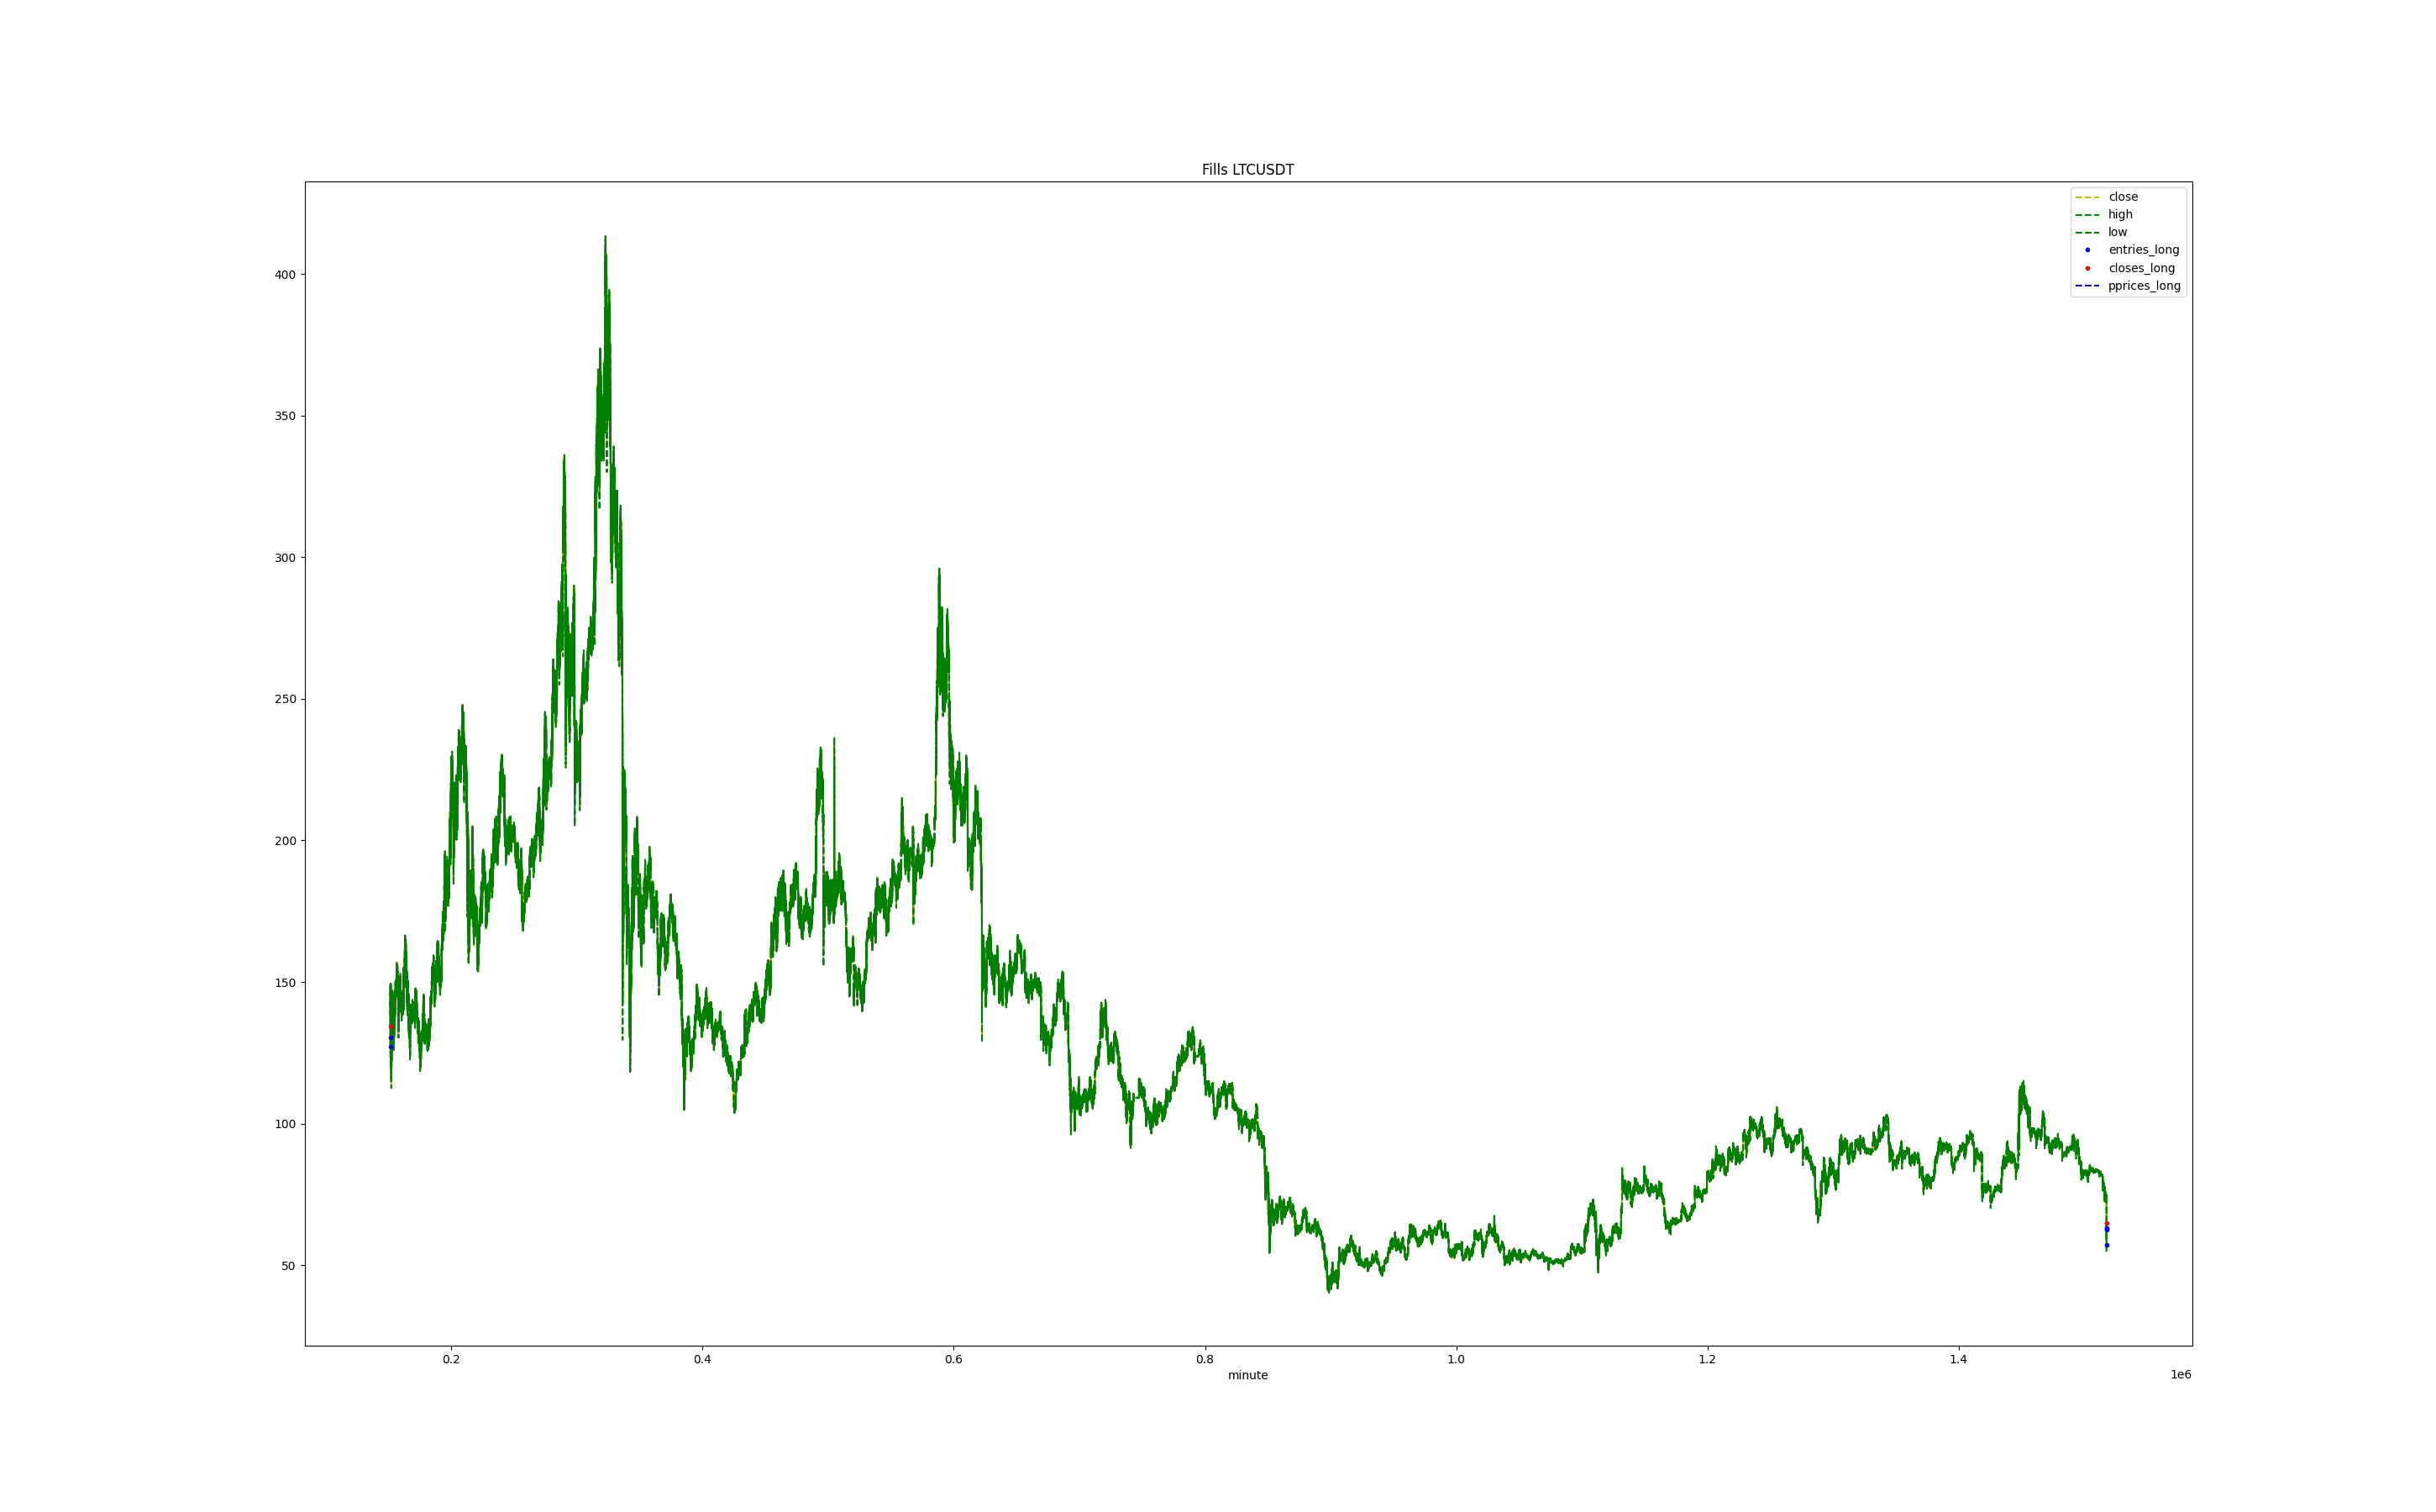 Fills LTCUSDT
close
high
low
entries_long
closes_long
pprices_long
400
350
300
250
200
150
100
50
0.2 0.4 0.6 0.8 1.0 1.2 1.4
minute
1e6